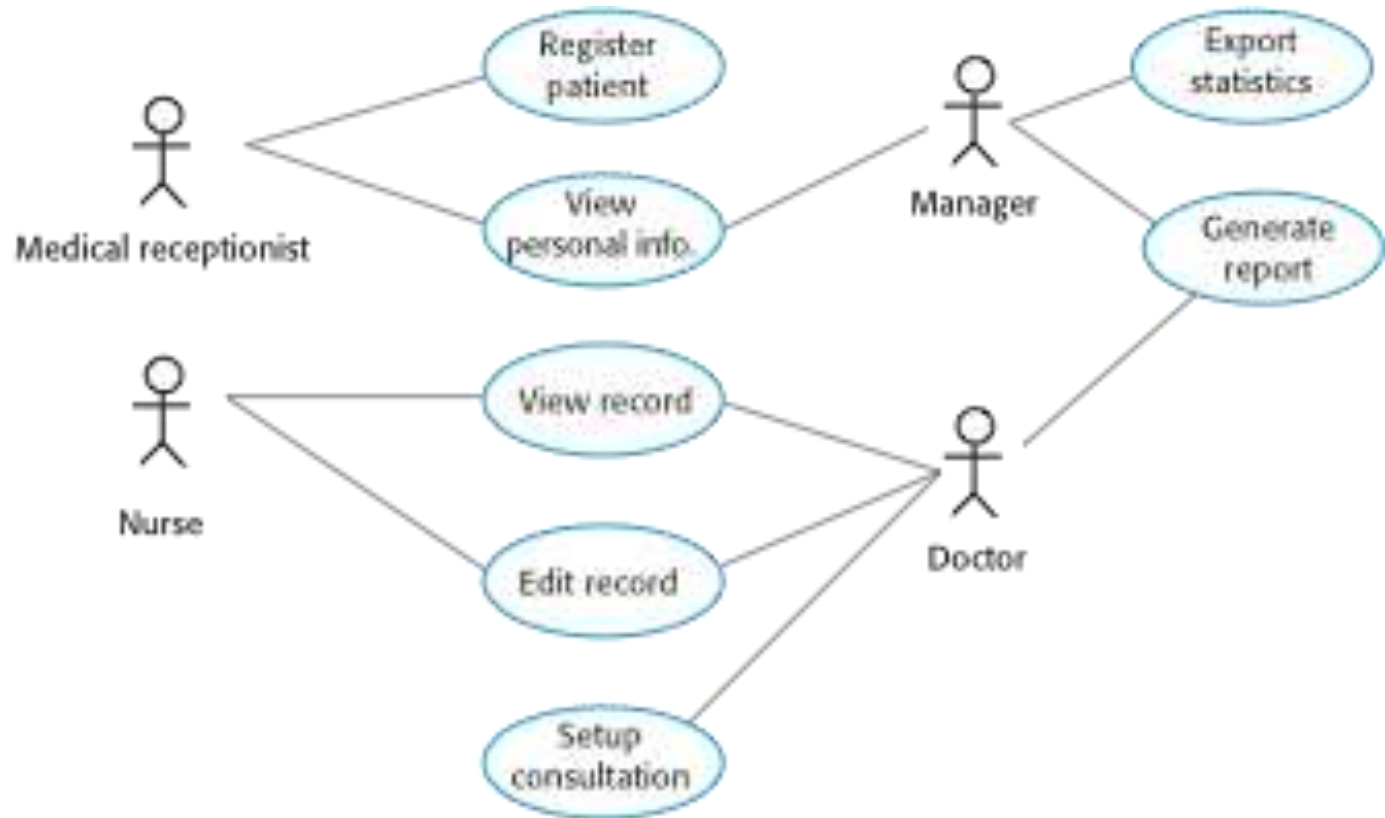 Register
patient
Export
statistics
Medical receptionist
View
personal info.
Manager
Generate
report
Nurse
View record
Edit record
Doctor
Setup
consultation